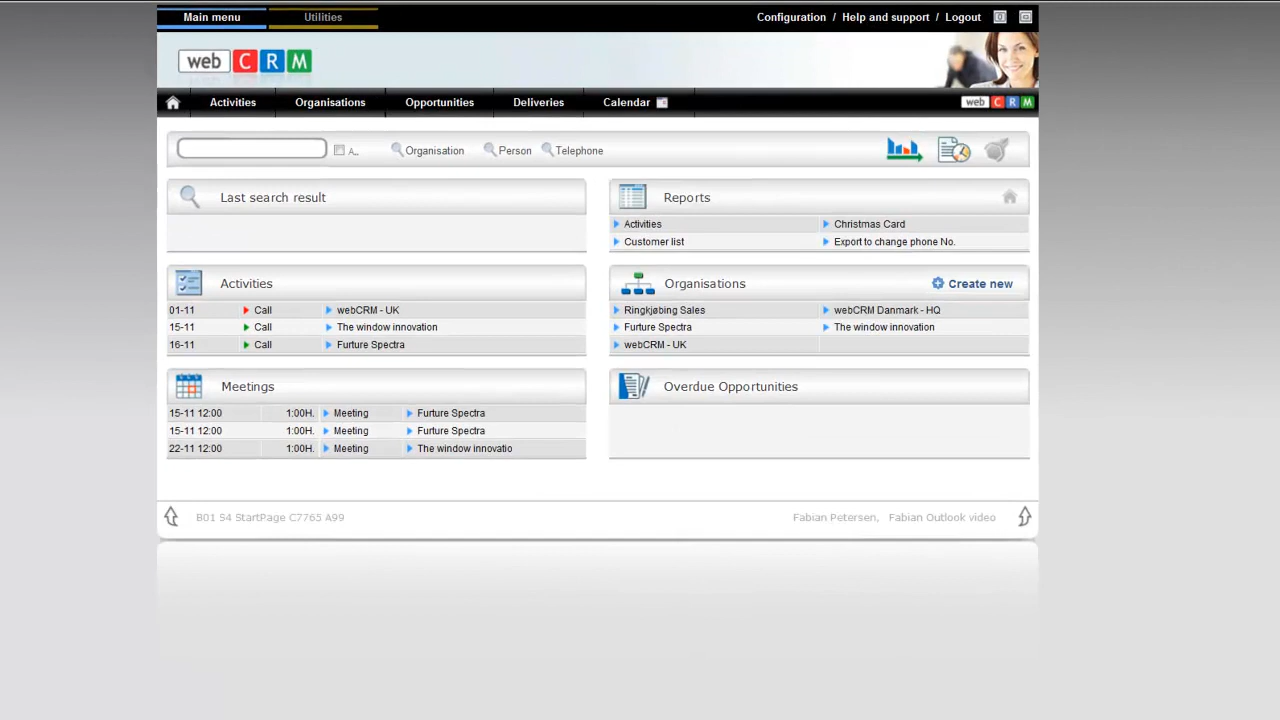 Main menu Utilities Configuration / Help and support / Logout
web C R M
Activities Organisations Opportunities Deliveries Calendar web C R M
A.. Organisation Person Telephone
Last search result
Reports
Activities Christmas Card
Customer list Export to change phone No.
Activities
01-11 Call webCRM - UK
15-11 Call The window innovation
16-11 Call Furture Spectra
Organisations Create new
Ringkjøbing Sales webCRM Danmark - HQ
Furture Spectra The window innovation
webCRM - UK
Meetings
15-11 12:00 1:00H. Meeting Furture Spectra
15-11 12:00 1:00H. Meeting Furture Spectra
22-11 12:00 1:00H. Meeting The window innovatio
Overdue Opportunities
B01 54 StartPage C7765 A99 Fabian Petersen, Fabian Outlook video